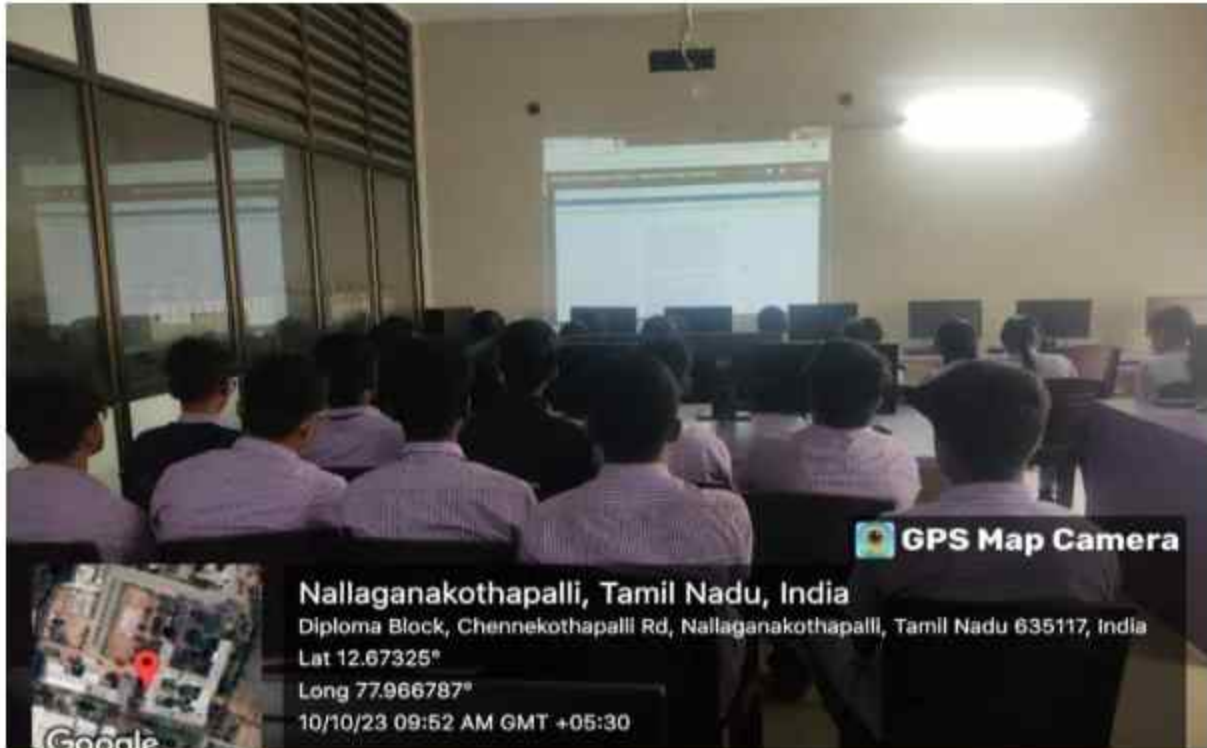 GPS Map Camera
Nallaganakothapalli, Tamil Nadu, India
Diploma Block, Chennekothapalli Rd, Nallaganakothapalli, Tamil Nadu 635117, India
Lat 12.67325°
Long 77.966787°
10/10/23 09:52 AM GMT +05:30
Google